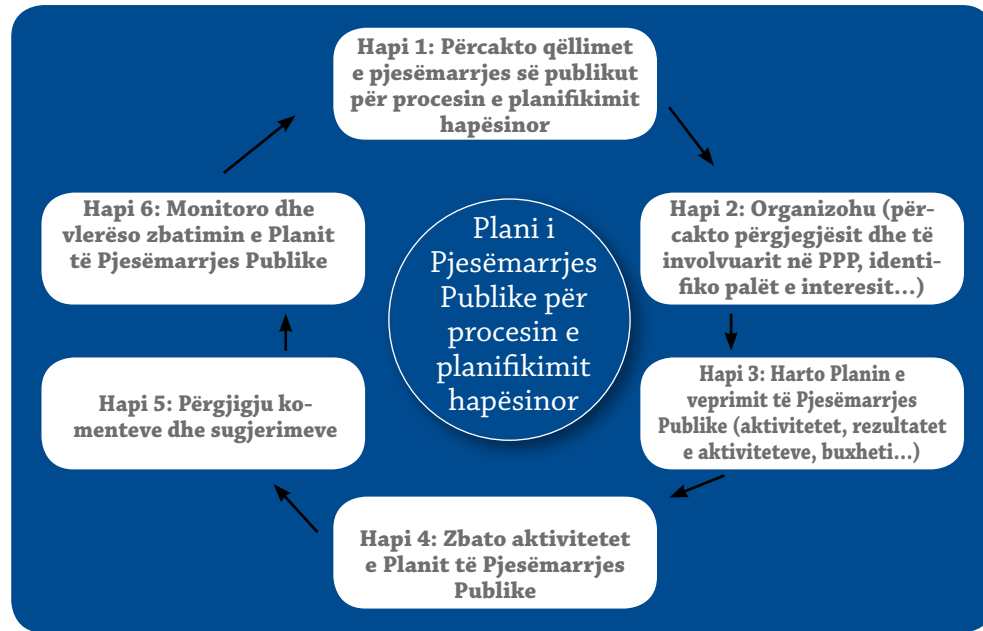 Hapi 1: Përcakto qëllimet
e pjesëmarrjes së publikut
për procesin e planifikimit
hapësinor
Hapi 2: Organizohu (për-
cakto përgjegjësit dhe të
involvuarit në PPP, identi-
fiko palët e interesit...)
Hapi 3: Harto Planin e
veprimit të Pjesëmarrjes
Publike (aktivitetet, rezultatet
e aktiviteteve, buxheti...)
Hapi 4: Zbato aktivitetet
e Planit të Pjesëmarrjes
Publike
Hapi 5: Përgjigju ko-
menteve dhe sugjerimeve
Hapi 6: Monitoro dhe
vlerëso zbatimin e Planit
të Pjesëmarrjes Publike
Plani i
Pjesëmarrjes
Publike për
procesin e
planifikimit
hapësinor